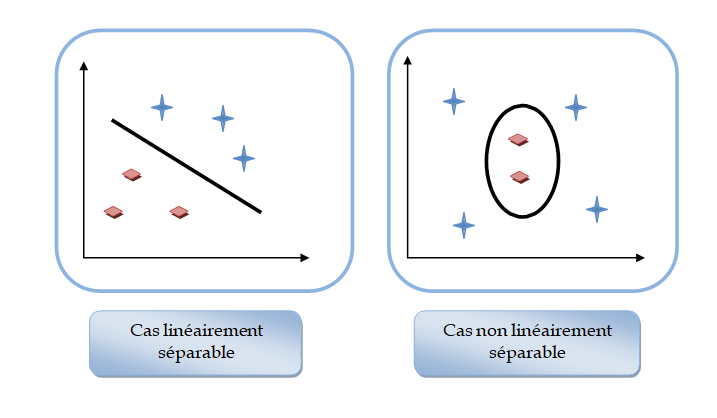 Cas linéairement
séparable
Cas non linéairement
séparable